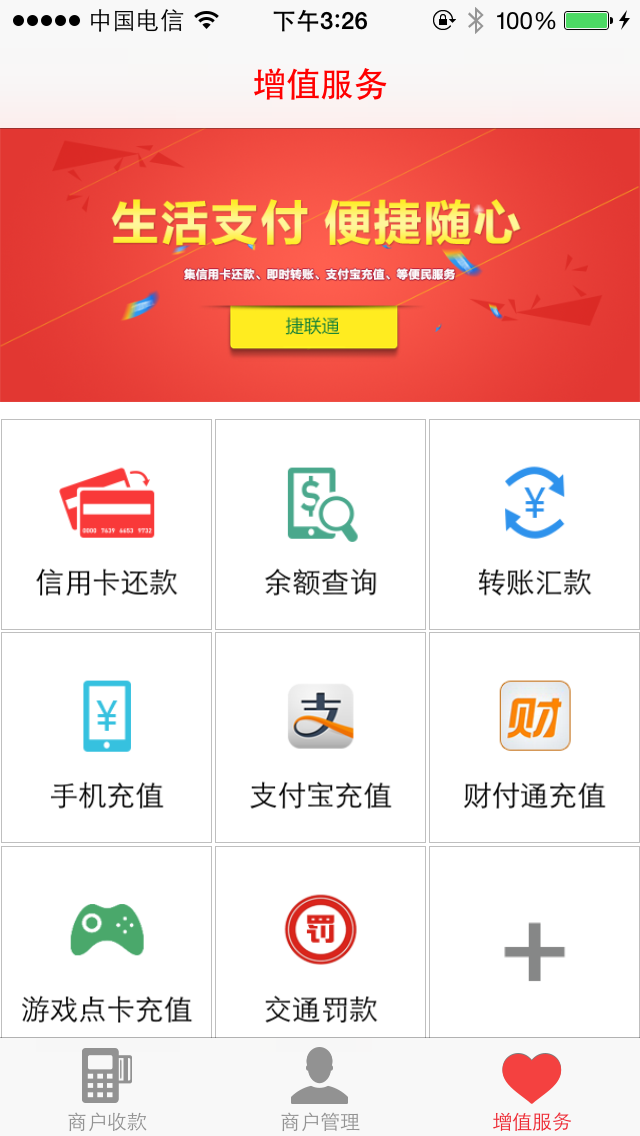 中国电信 下午3:26 100%
增值服务
生活支付 便捷随心
集信用卡还款、即时转账、支付宝充值、等便民服务
捷联通
0000 7639 6653 9732
信用卡还款 余额查询 转账汇款
¥ 支 财
手机充值 支付宝充值 财付通充值
罚
游戏点卡充值 交通罚款
商户收款 商户管理 增值服务